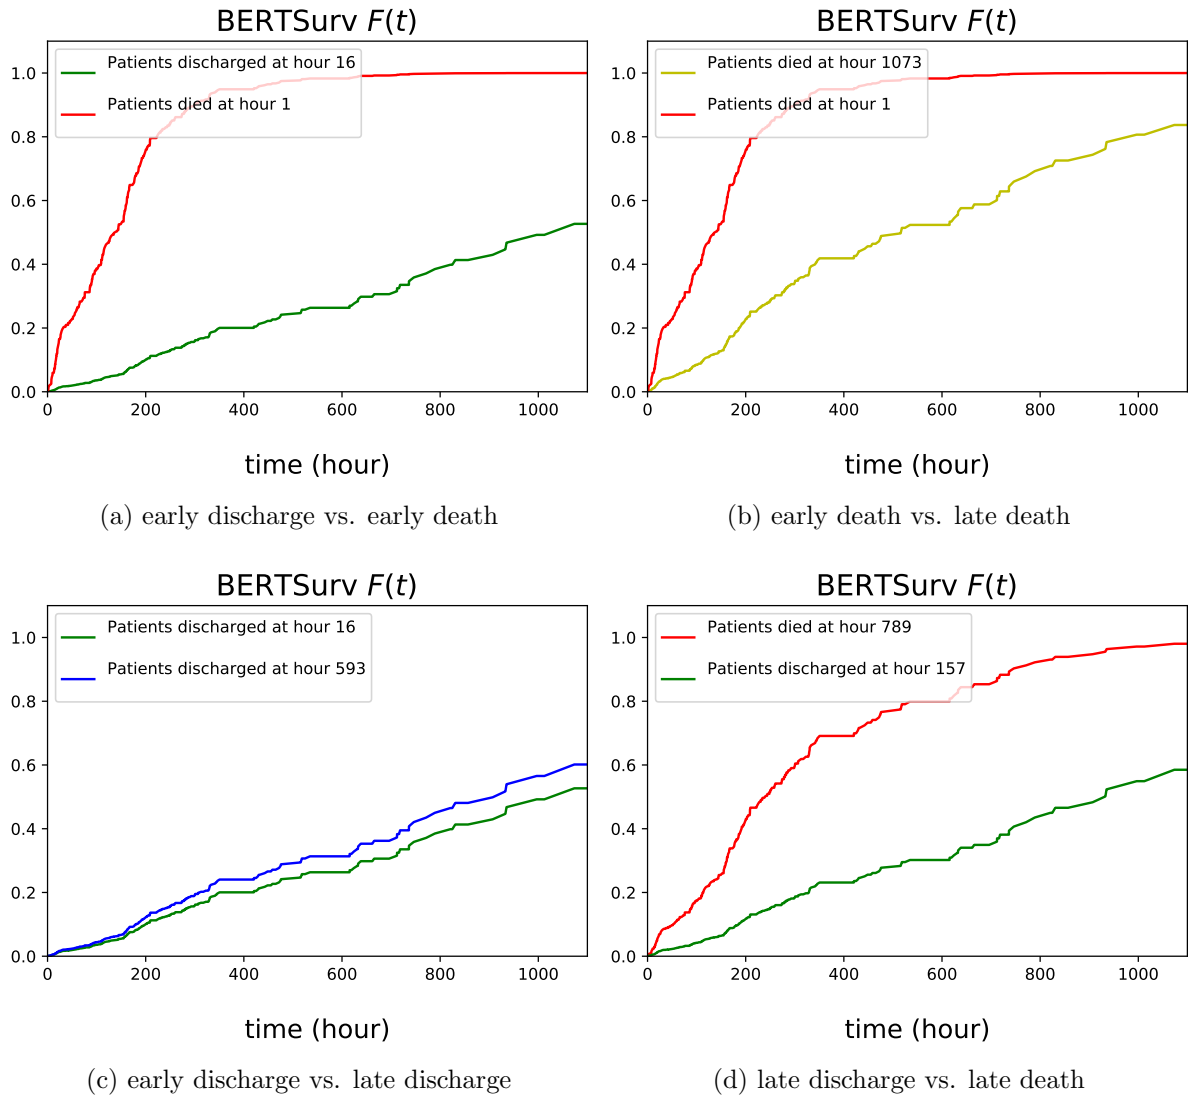 BERTSurv F(t)
Patients discharged at hour 16
Patients died at hour 1
1.0
0.8
0.6
0.4
0.2
0.0
0 200 400 600 800 1000
time (hour)
(a) early discharge vs. early death
BERTSurv F(t)
Patients died at hour 1073
Patients died at hour 1
1.0
0.8
0.6
0.4
0.2
0.0
0 200 400 600 800 1000
time (hour)
(b) early death vs. late death
BERTSurv F(t)
Patients discharged at hour 16
Patients discharged at hour 593
1.0
0.8
0.6
0.4
0.2
0.0
0 200 400 600 800 1000
time (hour)
(c) early discharge vs. late discharge
BERTSurv F(t)
Patients died at hour 789
Patients discharged at hour 157
1.0
0.8
0.6
0.4
0.2
0.0
0 200 400 600 800 1000
time (hour)
(d) late discharge vs. late death